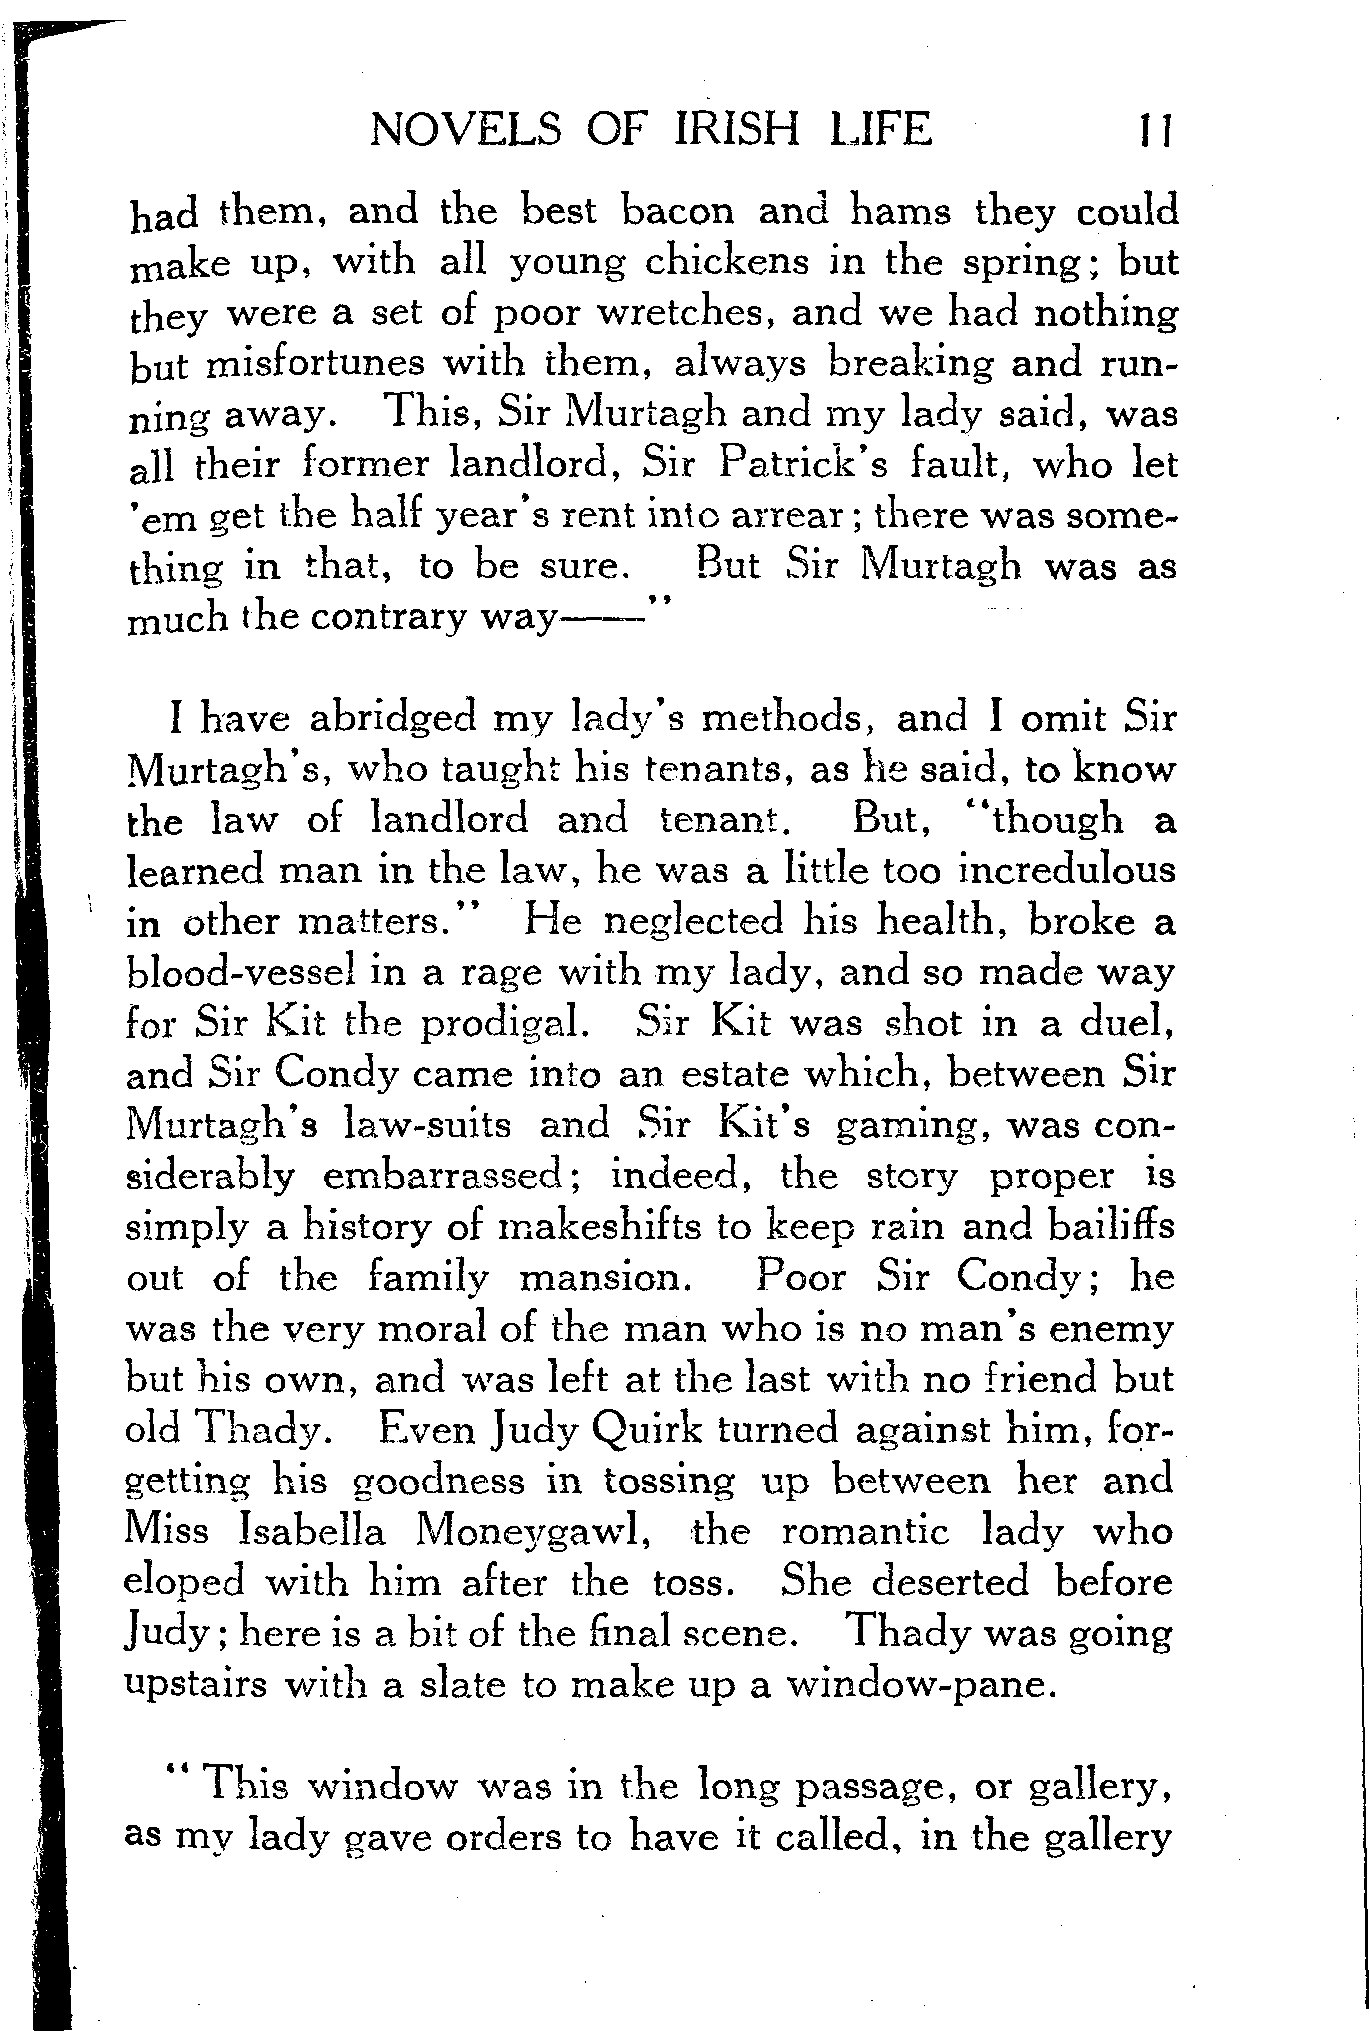 NOVELS OF IRISH LIFE 11
had them, and the best bacon and hams they could
make up, with all young chickens in the spring; but
they were a set of poor wretches, and we had nothing
but misfortunes with them, always breaking and run-
ning away. This, Sir Murtagh and my lady said, was
all their former landlord, Sir Patrick's fault, who let
'em get the half year's rent into arrear; there was some-
thing in that, to be sure. But Sir Murtagh was as
much the contrary way——"
I have abridged my lady's methods, and I omit Sir
Murtagh's, who taught his tenants, as he said, to know
the law of landlord and tenant. But, "though a
learned man in the law, he was a little too incredulous
in other matters." He neglected his health, broke a
blood-vessel in a rage with my lady, and so made way
for Sir Kit the prodigal. Sir Kit was shot in a duel,
and Sir Condy came into an estate which, between Sir
Murtagh's law-suits and Sir Kit's gaming, was con-
siderably embarrassed; indeed, the story proper is
simply a history of makeshifts to keep rain and bailiffs
out of the family mansion. Poor Sir Condy; he
was the very moral of the man who is no man's enemy
but his own, and was left at the last with no friend but
old Thady. Even Judy Quirk turned against him, for-
getting his goodness in tossing up between her and
Miss Isabella Moneygawl, the romantic lady who
eloped with him after the toss. She deserted before
Judy; here is a bit of the final scene. Thady was going
upstairs with a slate to make up a window-pane.
"This window was in the long passage, or gallery,
as my lady gave orders to have it called, in the gallery